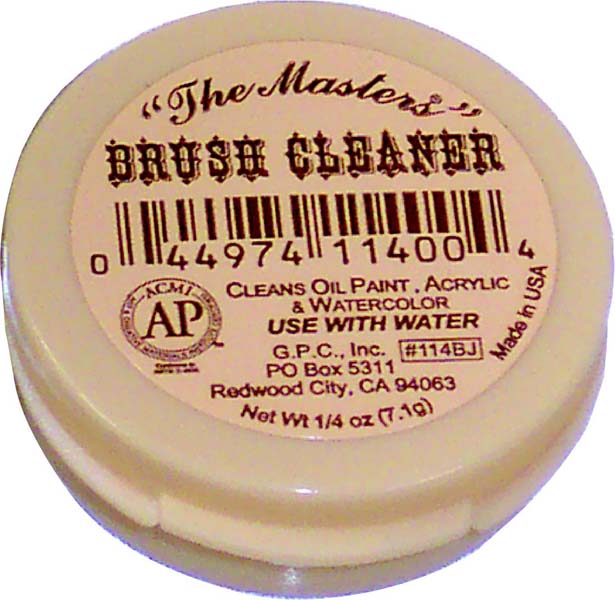 "The Masters®"
BRUSH CLEANER
0 44974 11400 4
CLEANS OIL PAINT, ACRYLIC
& WATERCOLOR
USE WITH WATER
G.P.C., Inc. #114BJ
PO Box 5311
Redwood City, CA 94063
Net Wt 1/4 oz (7.1g)
Made in USA
ACMI
AP